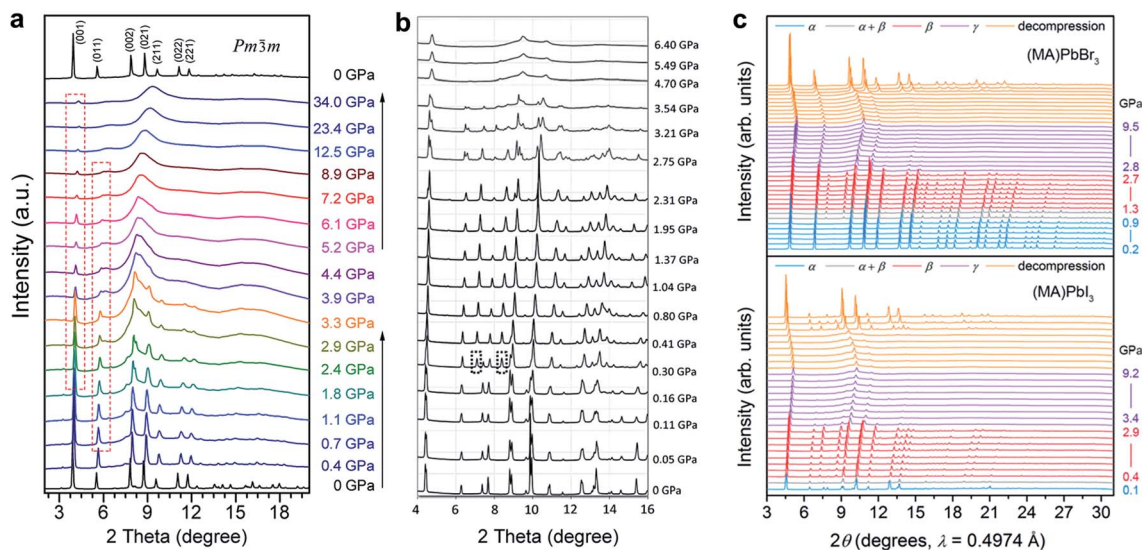 a
(001)
(011)
(002)
(021)
(211)
(022)
(221)
Pm3̄m
0 GPa
34.0 GPa
23.4 GPa
12.5 GPa
8.9 GPa
7.2 GPa
6.1 GPa
5.2 GPa
4.4 GPa
3.9 GPa
3.3 GPa
2.9 GPa
2.4 GPa
1.8 GPa
1.1 GPa
0.7 GPa
0.4 GPa
0 GPa
Intensity (a.u.)
3 6 9 12 15 18
2 Theta (degree)
b
6.40 GPa
5.49 GPa
4.70 GPa
3.54 GPa
3.21 GPa
2.75 GPa
2.31 GPa
1.95 GPa
1.37 GPa
1.04 GPa
0.80 GPa
0.41 GPa
0.30 GPa
0.16 GPa
0.11 GPa
0.05 GPa
0 GPa
4 6 8 10 12 14 16
2 Theta (degree)
c
α α + β β γ decompression
(MA)PbBr₃
GPa
9.5
2.8
2.7
1.3
0.9
0.2
Intensity (arb. units)
α α + β β γ decompression
(MA)PbI₃
GPa
9.2
3.4
2.9
0.4
0.1
Intensity (arb. units)
3 6 9 12 15 18 21 24 27 30
2θ (degrees, λ = 0.4974 Å)